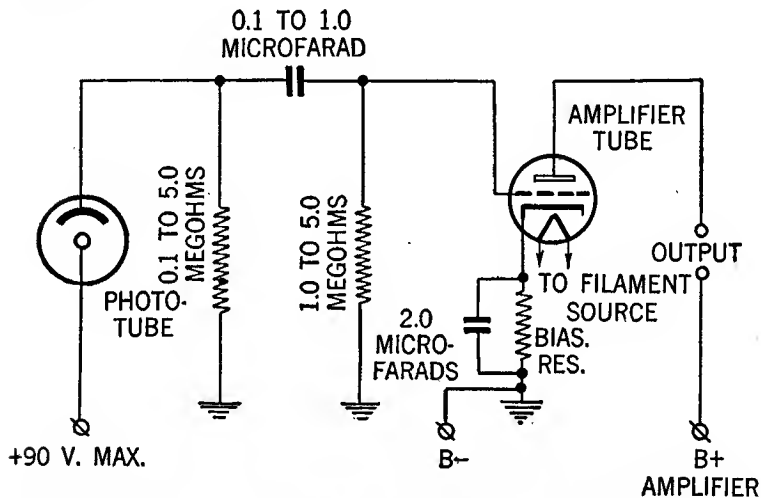 0.1 TO 1.0
MICROFARAD
AMPLIFIER
TUBE
0.1 TO 5.0
MEGOHMS
1.0 TO 5.0
MEGOHMS
PHOTO-
TUBE
OUTPUT
TO FILAMENT
SOURCE
2.0
MICRO-
FARADS
BIAS.
RES.
+90 V. MAX.
B-
B+
AMPLIFIER